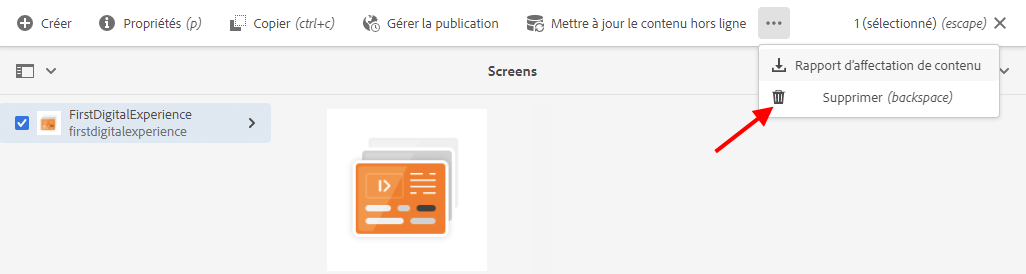 Créer Propriétés (p) Copier (ctrl+c) Gérer la publication Mettre à jour le contenu hors ligne 1 (sélectionné) (escape)
Screens
Rapport d'affectation de contenu
Supprimer (backspace)
FirstDigitalExperience
firstdigitalexperience